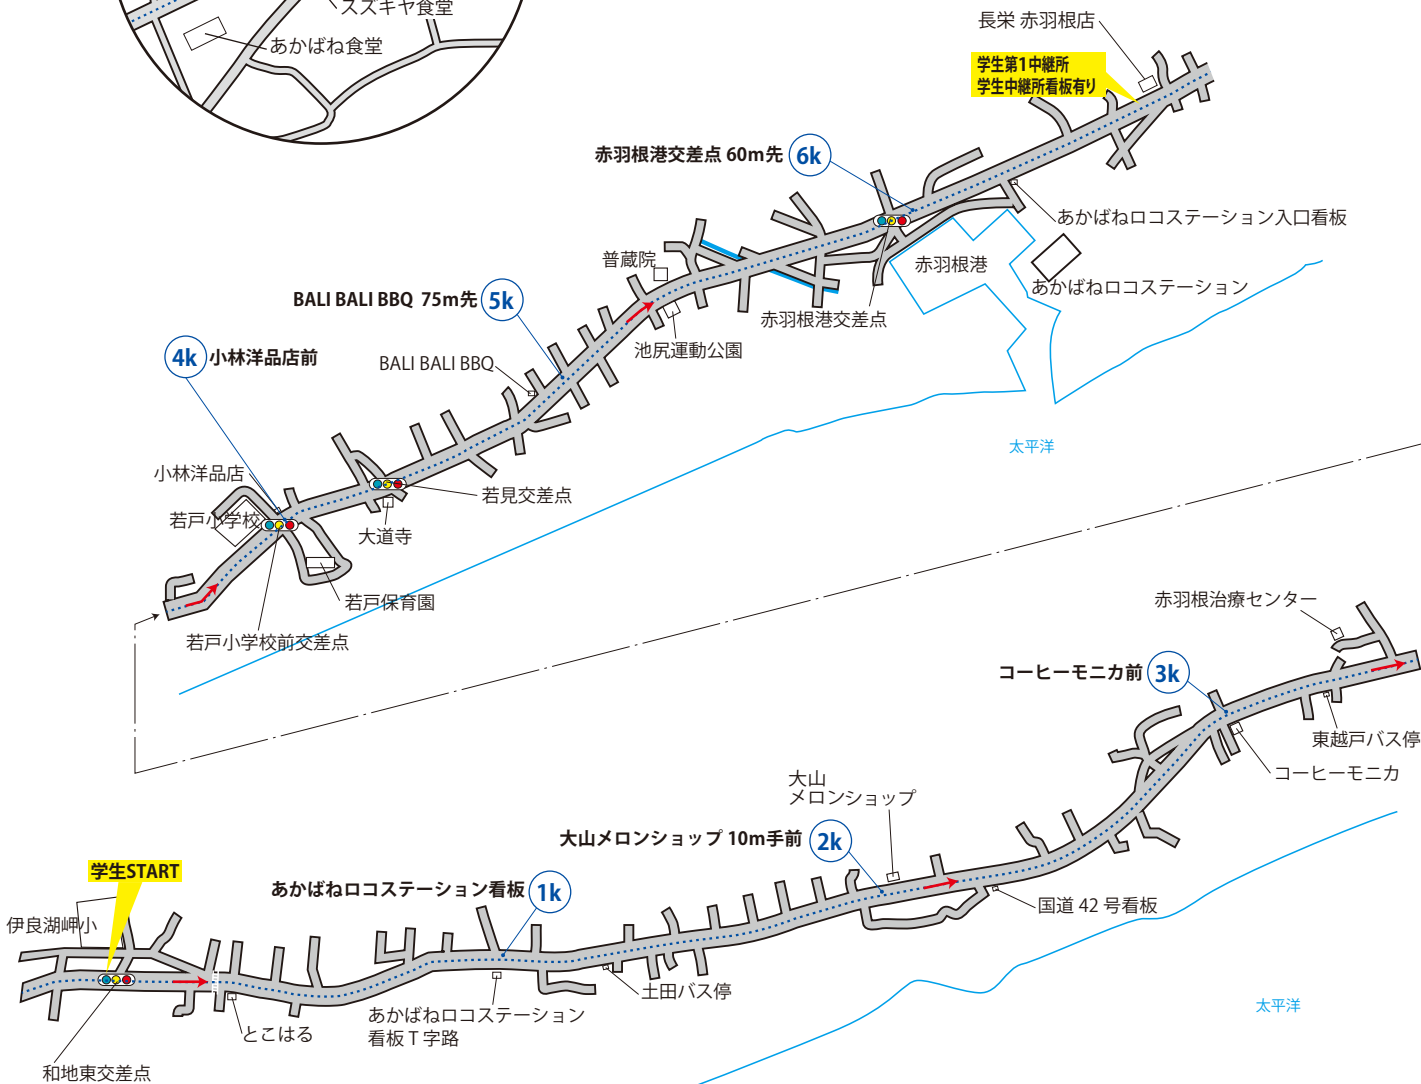 スズキヤ食堂
あかばね食堂
長栄 赤羽根店
学生第1中継所
学生中継所看板有り
赤羽根港交差点 60m先
6k
あかばねロコステーション入口看板
普蔵院
赤羽根港
あかばねロコステーション
BALI BALI BBQ 75m先
5k
赤羽根港交差点
池尻運動公園
4k
小林洋品店前
BALI BALI BBQ
太平洋
小林洋品店
若見交差点
若戸小学校
大道寺
若戸保育園
若戸小学校前交差点
赤羽根治療センター
コーヒーモニカ前
3k
東越戸バス停
コーヒーモニカ
大山
メロンショップ
大山メロンショップ 10m手前
2k
学生START
あかばねロコステーション看板
1k
国道 42 号看板
伊良湖岬小
土田バス停
太平洋
あかばねロコステーション
看板 T 字路
とこはる
和地東交差点